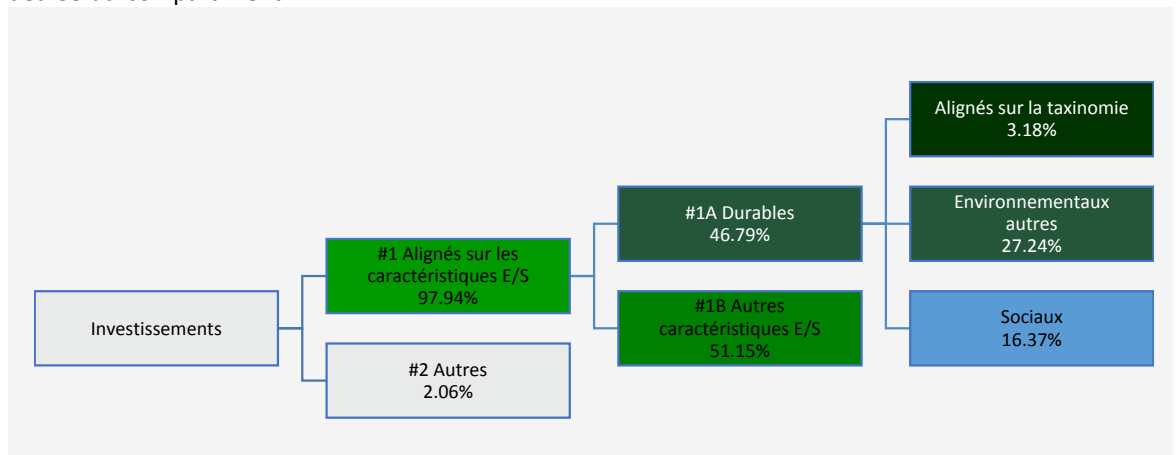 Investissements
#1 Alignés sur les
caractéristiques E/S
97.94%
#2 Autres
2.06%
#1A Durables
46.79%
#1B Autres
caractéristiques E/S
51.15%
Alignés sur la taxinomie
3.18%
Environnementaux
autres
27.24%
Sociaux
16.37%